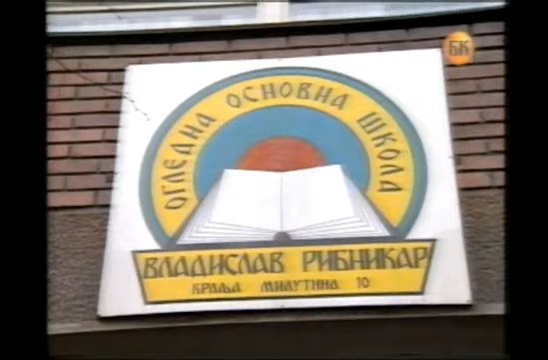 БК
ОГЛЕДНА ОСНОВНА ШКОЛА
ВЛАДИСЛАВ РИБНИКАР
КРАЉА МИЛУТИНА 10